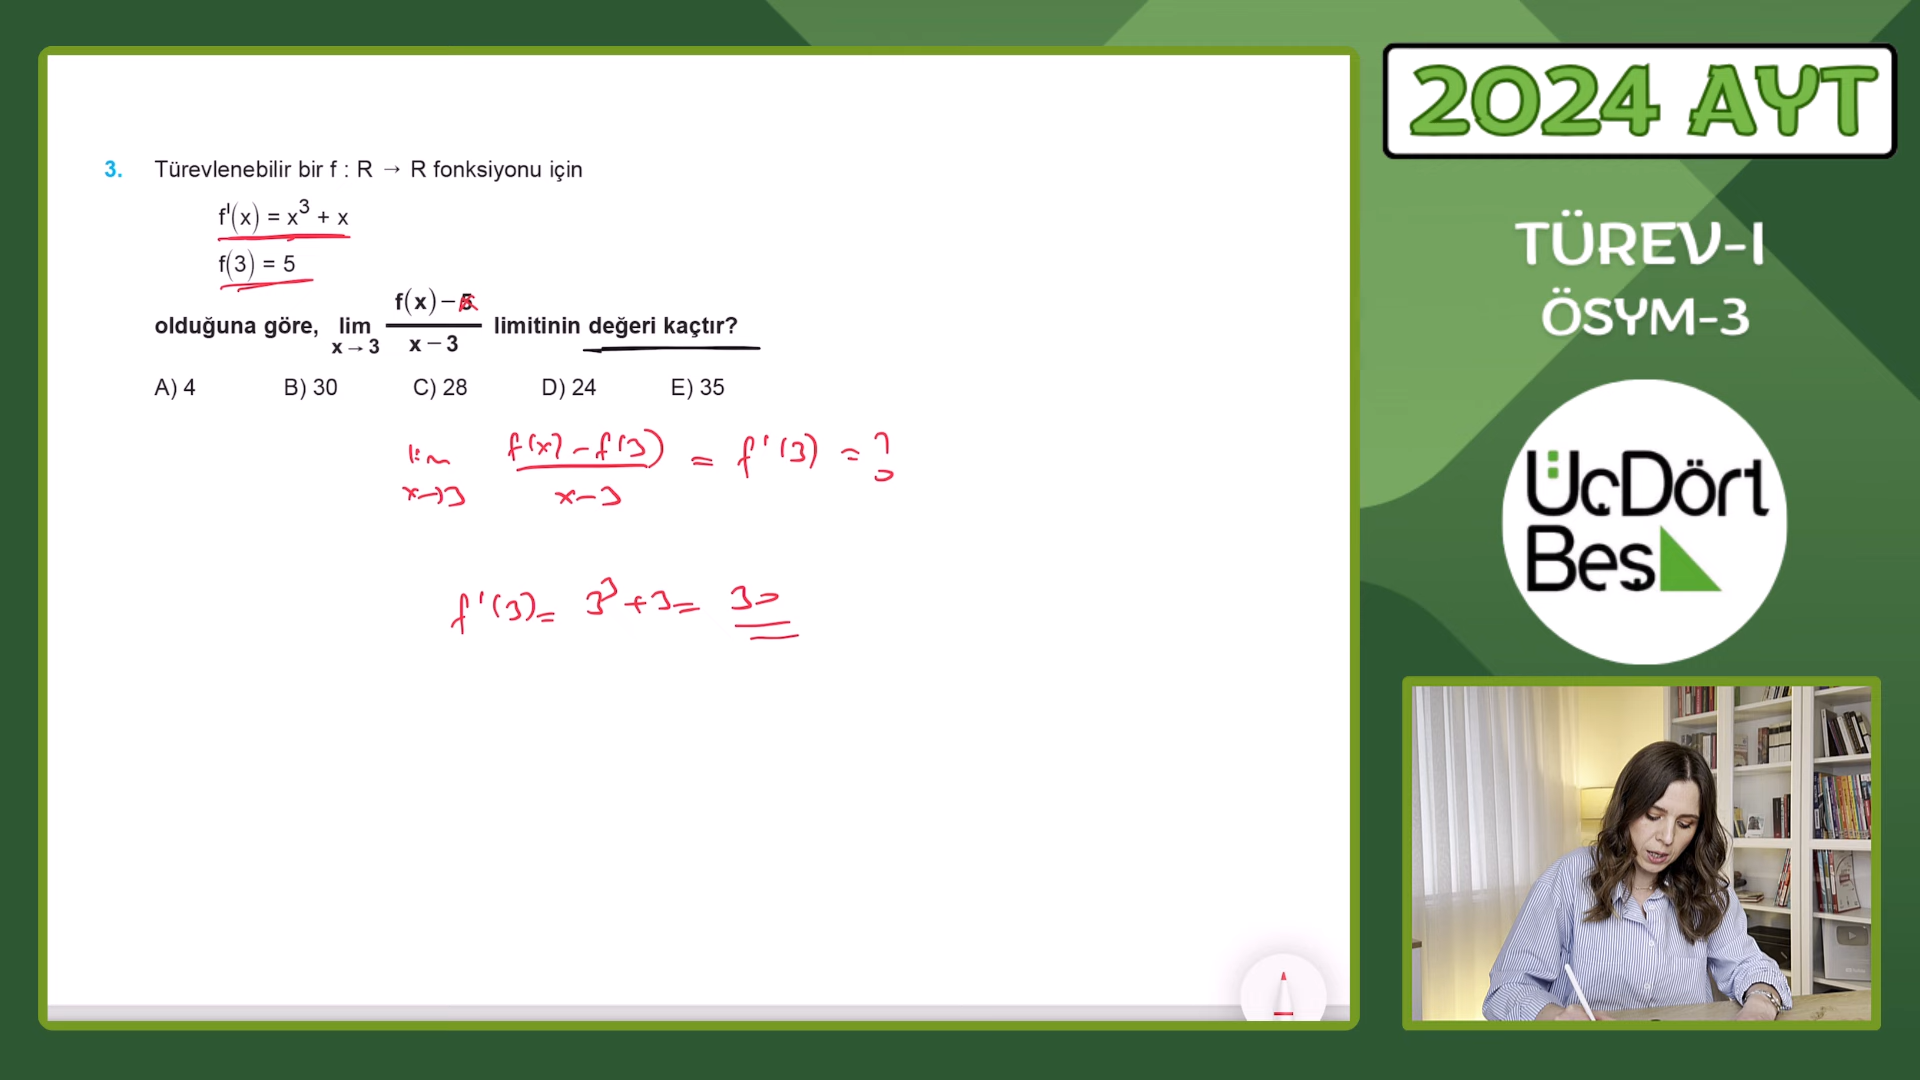 2024 AYT
TÜREV-I
ÖSYM-3
ÜçDört
Beş
3. Türevlenebilir bir f : R → R fonksiyonu için
f'(x) = x³ + x
f(3) = 5
olduğuna göre, lim x→3 f(x) − 5 / x − 3 limitinin değeri kaçtır?
A) 4 B) 30 C) 28 D) 24 E) 35
lim x→3 f(x) − f(3) / x − 3 = f'(3) = ?
f'(3) = 3³ + 3 = 30